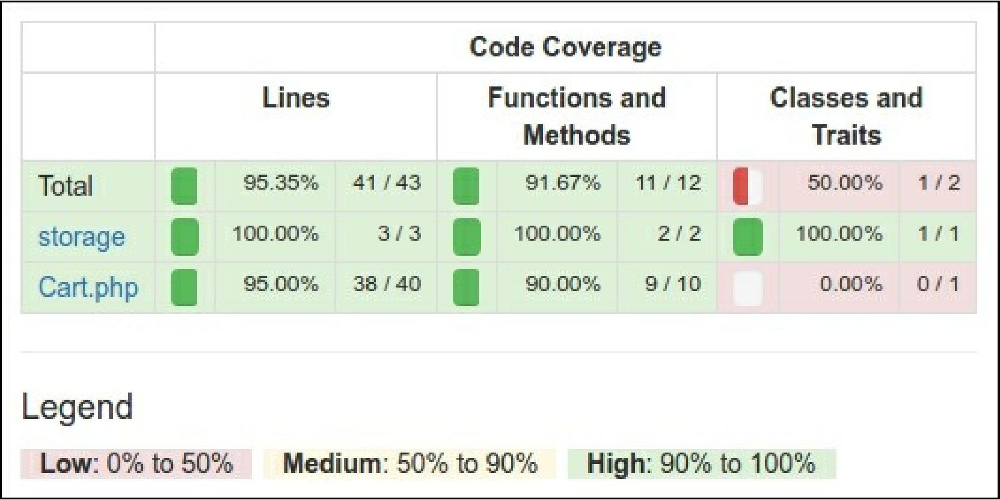 Code Coverage
Lines Functions and Methods Classes and Traits
Total 95.35% 41 / 43 91.67% 11 / 12 50.00% 1 / 2
storage 100.00% 3 / 3 100.00% 2 / 2 100.00% 1 / 1
Cart.php 95.00% 38 / 40 90.00% 9 / 10 0.00% 0 / 1
Legend
Low: 0% to 50% Medium: 50% to 90% High: 90% to 100%